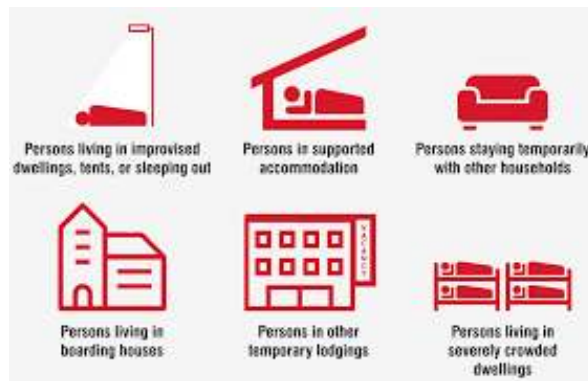 Persons living in improvised
dwellings, tents, or sleeping out
Persons in supported
accommodation
Persons staying temporarily
with other households
VACANCY
Persons living in
boarding houses
Persons in other
temporary lodgings
Persons living in
severely crowded
dwellings